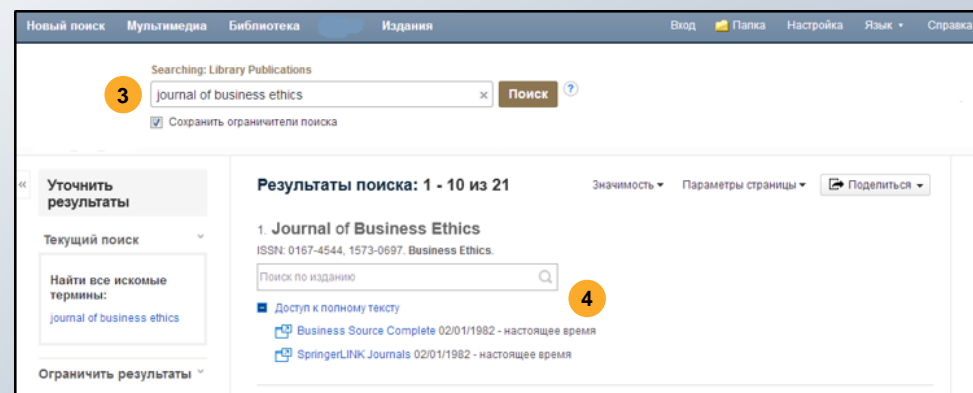 Новый поиск Мультимедиа Библиотека Издания Вход Папка Настройка Язык Справка
Searching: Library Publications
3 journal of business ethics × Поиск ?
Сохранить ограничители поиска
« Уточнить результаты
Результаты поиска: 1 - 10 из 21 Значимость Параметры страницы Поделиться
Текущий поиск
Найти все искомые
термины:
journal of business ethics
Ограничить результаты
1. Journal of Business Ethics
ISSN: 0167-4544, 1573-0697. Business Ethics.
Поиск по изданию
4
Доступ к полному тексту
Business Source Complete 02/01/1982 - настоящее время
SpringerLINK Journals 02/01/1982 - настоящее время